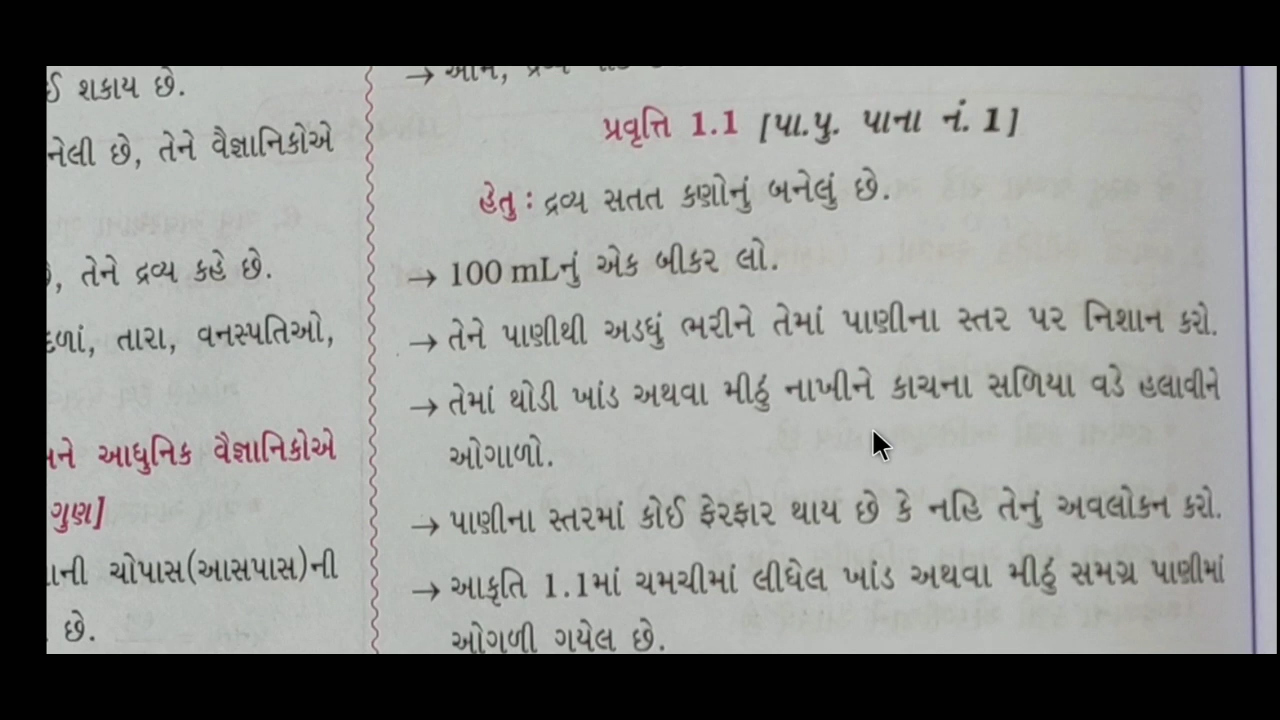 શકાય છે.
છે, તેને વૈજ્ઞાનિકોએ
તેને દ્રવ્ય કહે છે.
તારા, વનસ્પતિઓ,
આધુનિક વૈજ્ઞાનિકોએ
ગુણ]
ચોપાસ(આસપાસ)ની
છે.
પ્રવૃત્તિ 1.1 [પા.પુ. પાના નં. 1]
હેતુ : દ્રવ્ય સતત કણોનું બનેલું છે.
→ 100 mLનું એક બીકર લો.
→ તેને પાણીથી અડધું ભરીને તેમાં પાણીના સ્તર પર નિશાન કરો.
→ તેમાં થોડી ખાંડ અથવા મીઠું નાખીને કાચના સળિયા વડે હલાવીને
ઓગાળો.
→ પાણીના સ્તરમાં કોઈ ફેરફાર થાય છે કે નહિ તેનું અવલોકન કરો.
→ આકૃતિ 1.1માં ચમચીમાં લીધેલ ખાંડ અથવા મીઠું સમગ્ર પાણીમાં
ઓગળી ગયેલ છે.